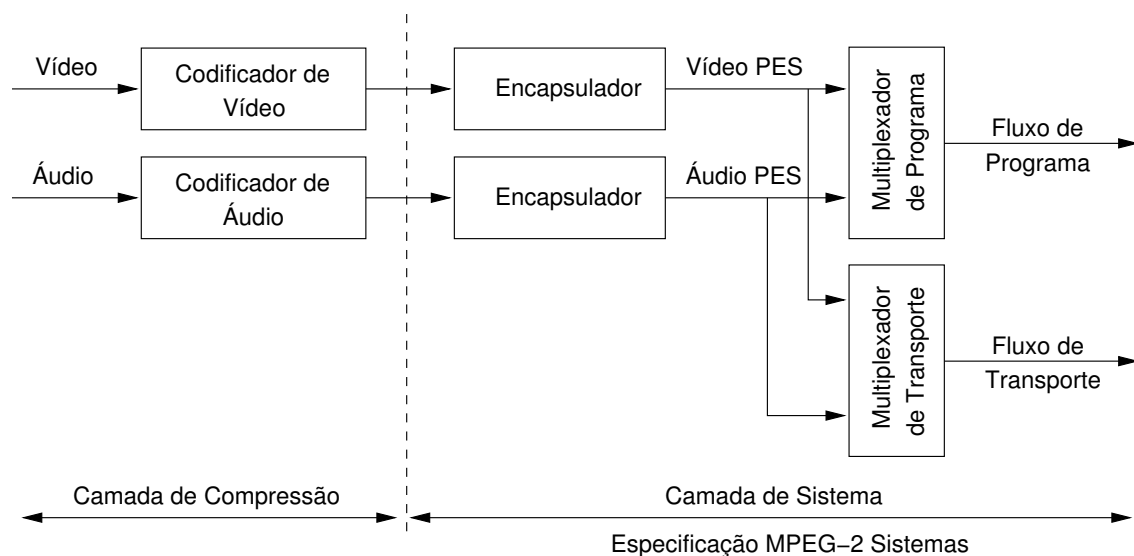 Vídeo
Codificador de
Vídeo
Encapsulador
Vídeo PES
Multiplexador
de Programa
Fluxo de
Programa
Áudio
Codificador de
Áudio
Encapsulador
Áudio PES
Multiplexador
de Transporte
Fluxo de
Transporte
Camada de Compressão
Camada de Sistema
Especificação MPEG−2 Sistemas